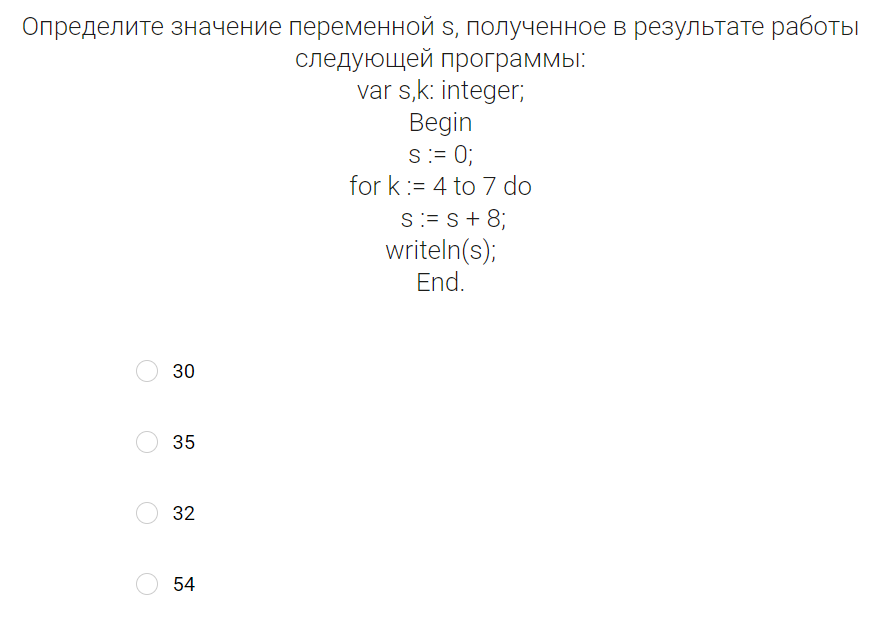 Определите значение переменной s, полученное в результате работы
следующей программы:
var s,k: integer;
Begin
s := 0;
for k := 4 to 7 do
s := s + 8;
writeln(s);
End.
30
35
32
54